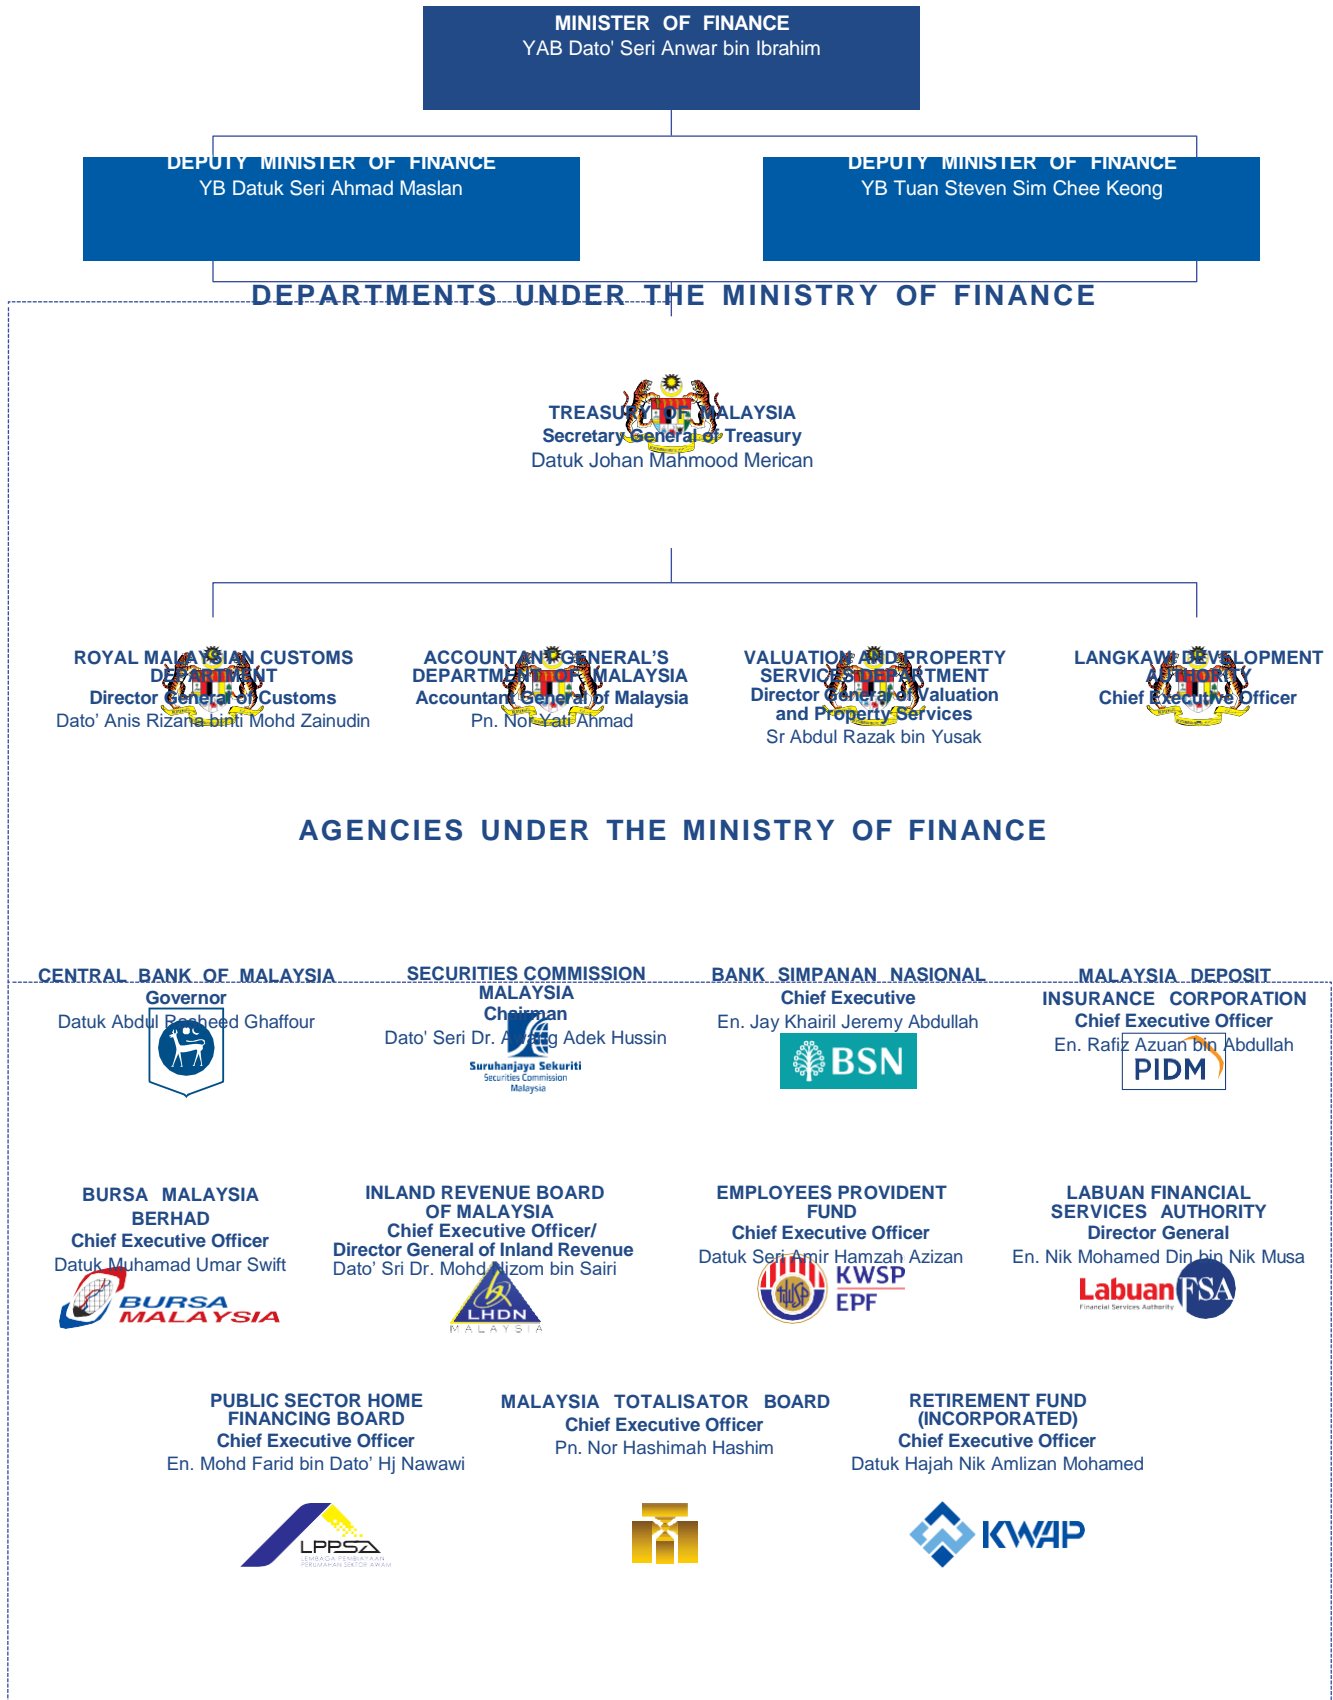 MINISTER OF FINANCE
YAB Dato' Seri Anwar bin Ibrahim
DEPUTY MINISTER OF FINANCE
YB Datuk Seri Ahmad Maslan
DEPUTY MINISTER OF FINANCE
YB Tuan Steven Sim Chee Keong
DEPARTMENTS UNDER THE MINISTRY OF FINANCE
TREASURY OF MALAYSIA
Secretary General of Treasury
Datuk Johan Mahmood Merican
ROYAL MALAYSIAN CUSTOMS
DEPARTMENT
Director General of Customs
Dato’ Anis Rizana binti Mohd Zainudin
ACCOUNTANT GENERAL’S
DEPARTMENT OF MALAYSIA
Accountant General of Malaysia
Pn. Nor Yati Ahmad
VALUATION AND PROPERTY
SERVICES DEPARTMENT
Director General of Valuation
and Property Services
Sr Abdul Razak bin Yusak
LANGKAWI DEVELOPMENT
AUTHORITY
Chief Executive Officer
AGENCIES UNDER THE MINISTRY OF FINANCE
CENTRAL BANK OF MALAYSIA
Governor
Datuk Abdul Rasheed Ghaffour
SECURITIES COMMISSION
MALAYSIA
Chairman
Dato' Seri Dr. Awang Adek Hussin
Suruhanjaya Sekuriti
Securities Commission
Malaysia
BANK SIMPANAN NASIONAL
Chief Executive
En. Jay Khairil Jeremy Abdullah
BSN
MALAYSIA DEPOSIT
INSURANCE CORPORATION
Chief Executive Officer
En. Rafiz Azuan bin Abdullah
PIDM
BURSA MALAYSIA
BERHAD
Chief Executive Officer
Datuk Muhamad Umar Swift
BURSA
MALAYSIA
INLAND REVENUE BOARD
OF MALAYSIA
Chief Executive Officer/
Director General of Inland Revenue
Dato’ Sri Dr. Mohd Nizom bin Sairi
LHDN
MALAYSIA
EMPLOYEES PROVIDENT
FUND
Chief Executive Officer
Datuk Seri Amir Hamzah Azizan
KWSP
EPF
LABUAN FINANCIAL
SERVICES AUTHORITY
Director General
En. Nik Mohamed Din bin Nik Musa
Labuan FSA
Financial Services Authority
PUBLIC SECTOR HOME
FINANCING BOARD
Chief Executive Officer
En. Mohd Farid bin Dato’ Hj Nawawi
LPPSA
LEMBAGA PEMBIAYAAN
PERUMAHAN SEKTOR AWAM
MALAYSIA TOTALISATOR BOARD
Chief Executive Officer
Pn. Nor Hashimah Hashim
RETIREMENT FUND
(INCORPORATED)
Chief Executive Officer
Datuk Hajah Nik Amlizan Mohamed
KWAP